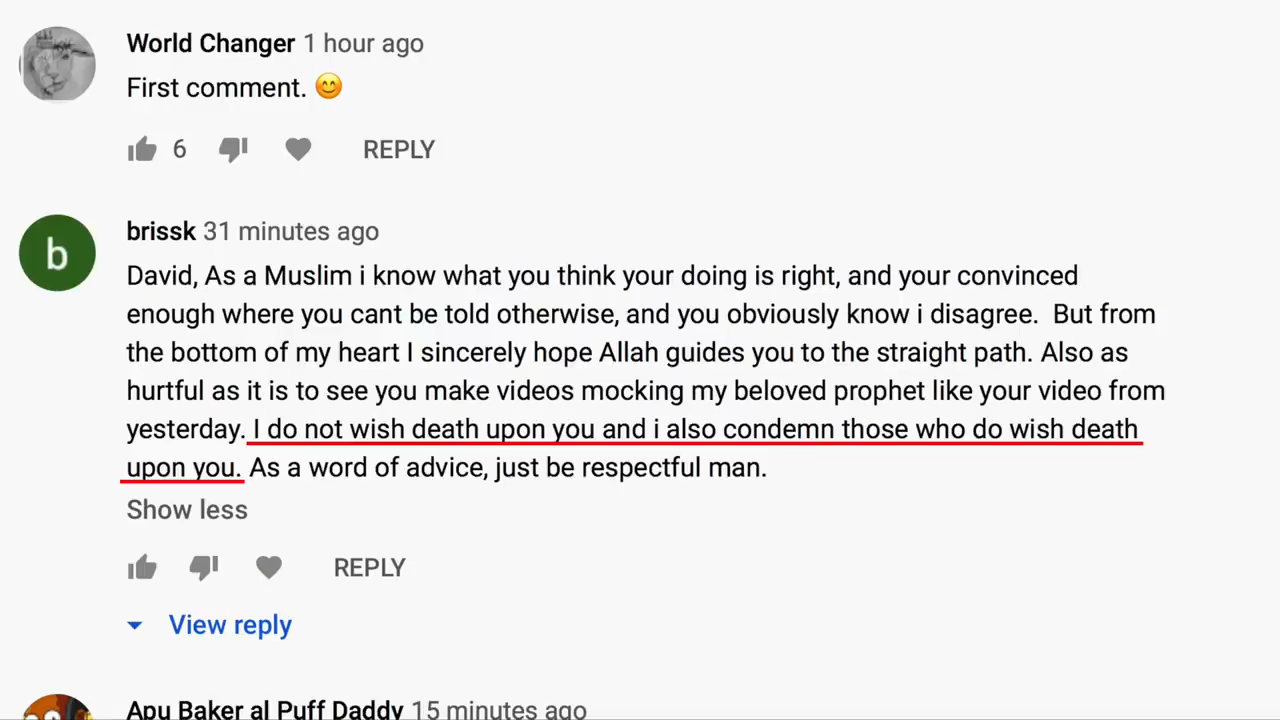 World Changer 1 hour ago
First comment. 😊
6 REPLY
b
brissk 31 minutes ago
David, As a Muslim i know what you think your doing is right, and your convinced
enough where you cant be told otherwise, and you obviously know i disagree.  But from
the bottom of my heart I sincerely hope Allah guides you to the straight path. Also as
hurtful as it is to see you make videos mocking my beloved prophet like your video from
yesterday. I do not wish death upon you and i also condemn those who do wish death
upon you. As a word of advice, just be respectful man.
Show less
REPLY
View reply
Apu Baker al Puff Daddy 15 minutes ago